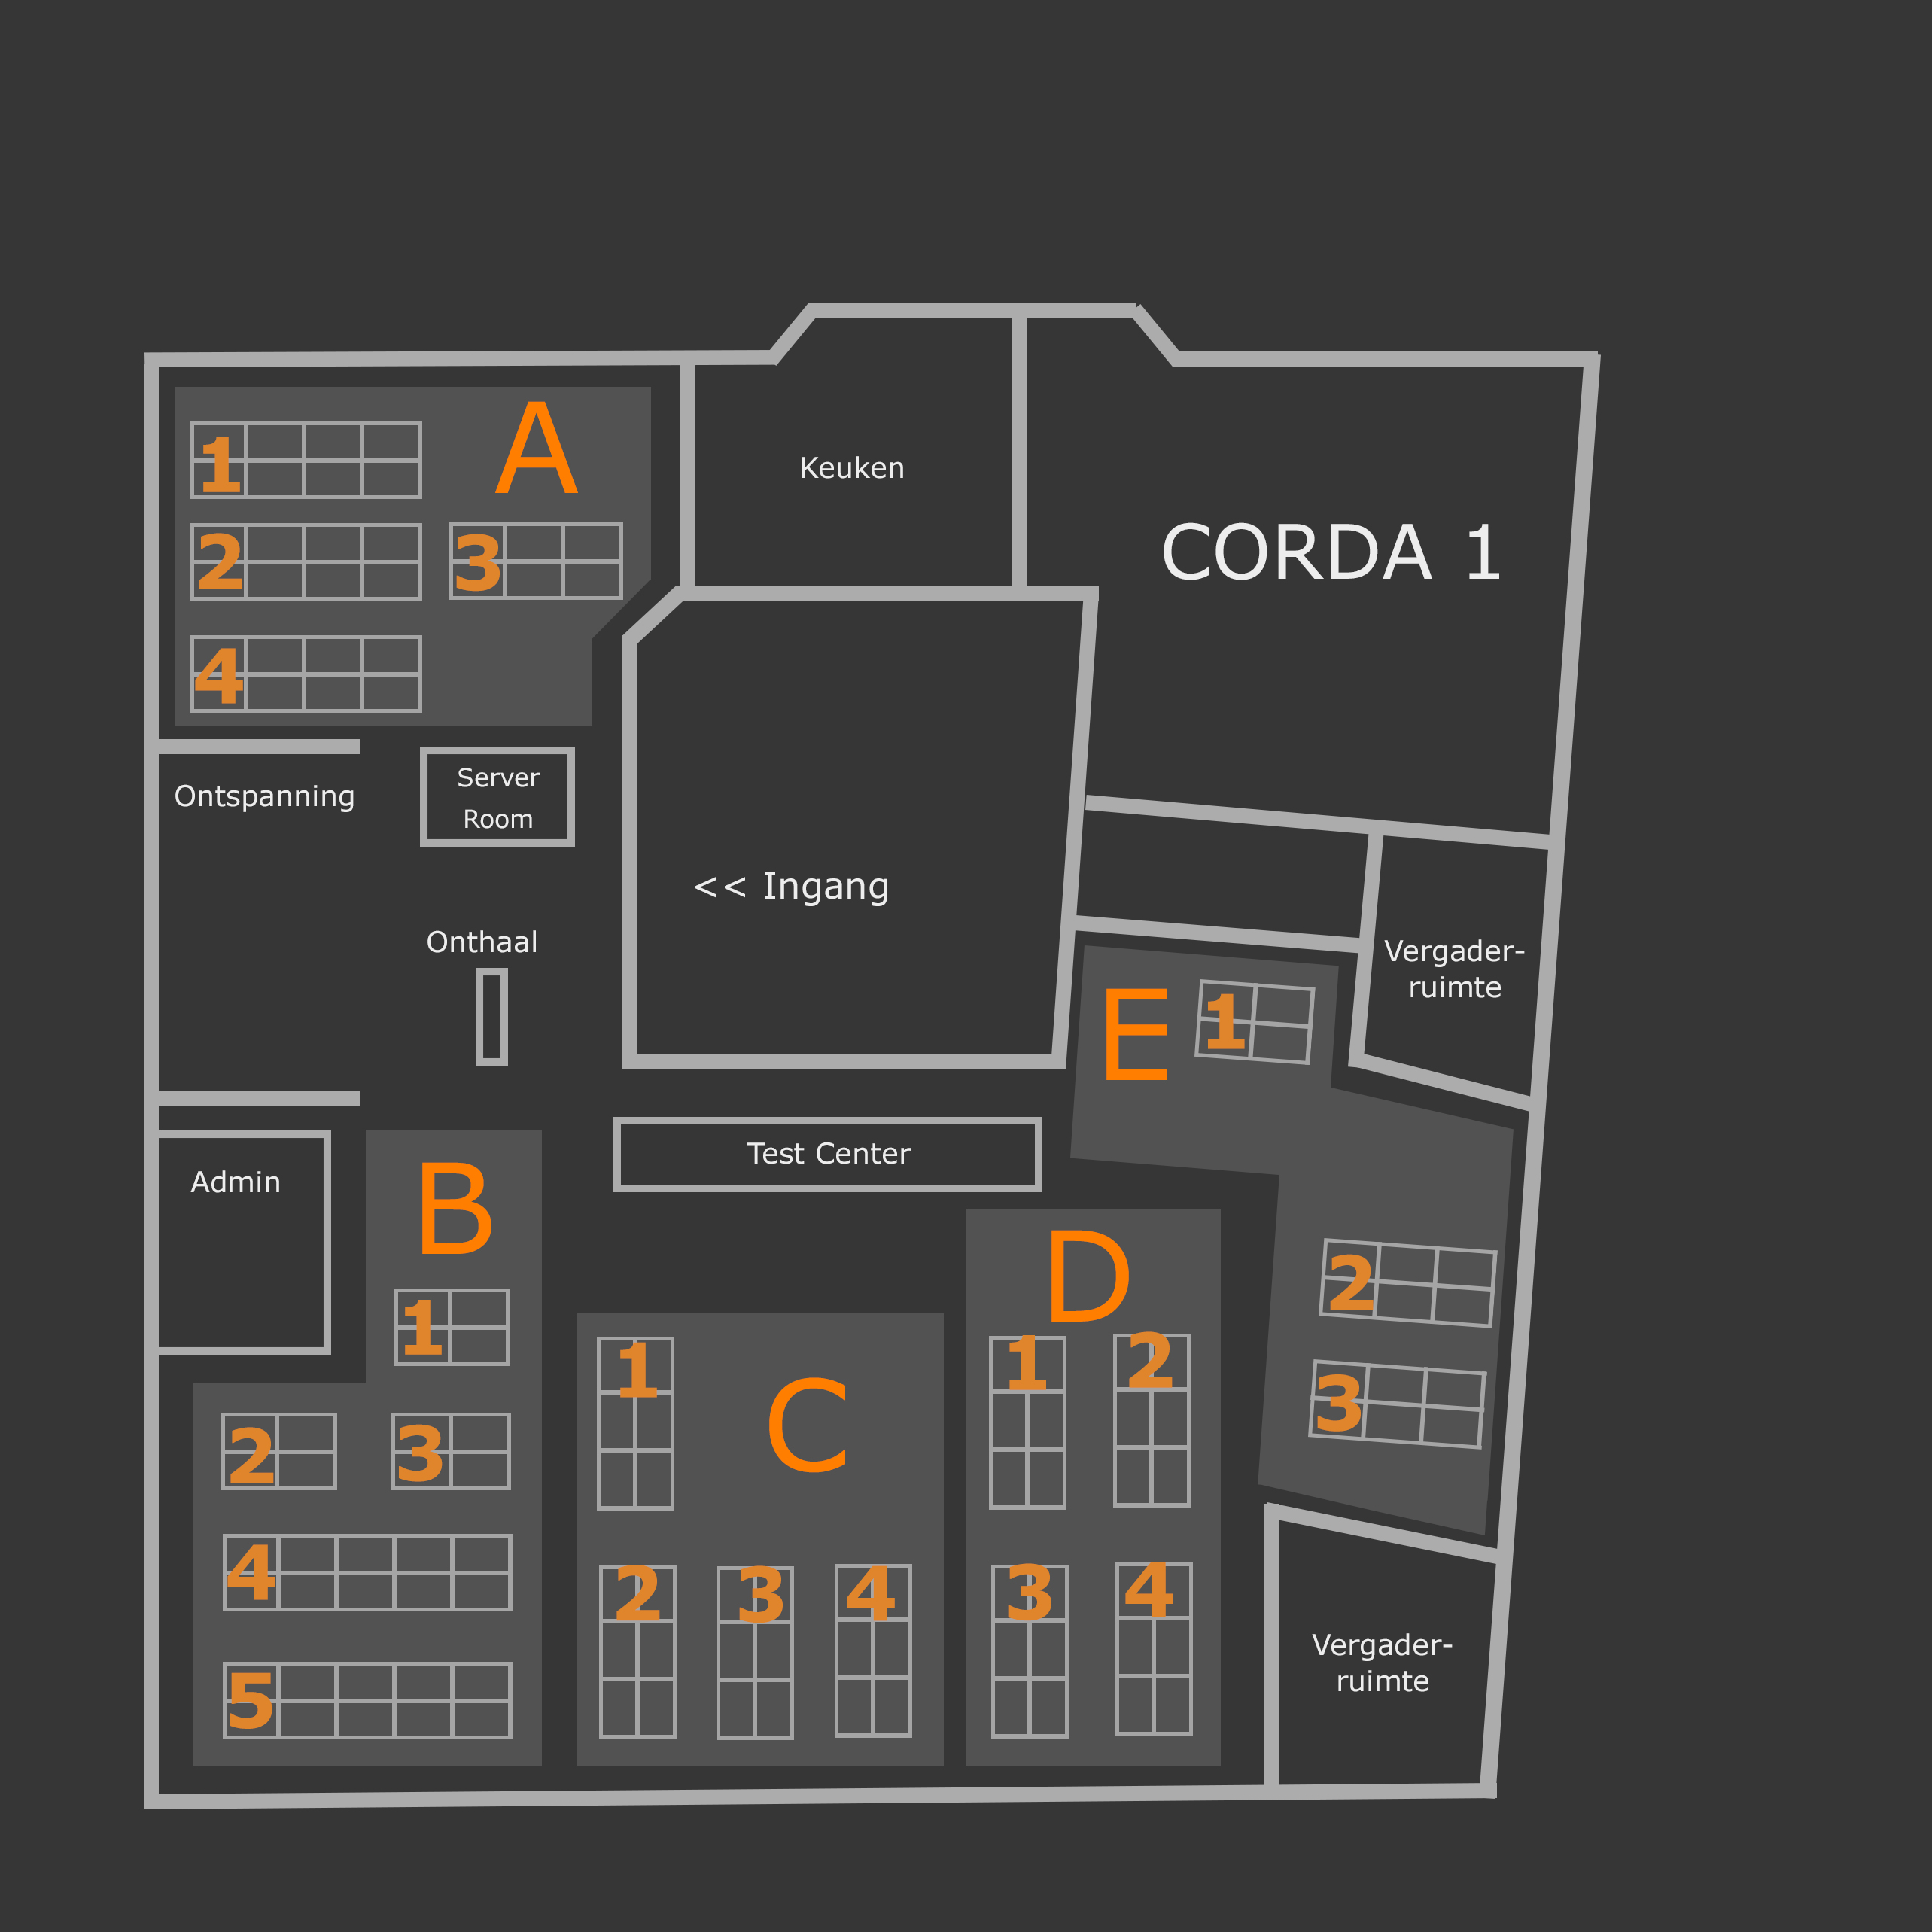 A
1
2
3
4
Keuken
CORDA 1
Ontspanning
Server
Room
<< Ingang
Onthaal
Vergader-
ruimte
E
1
2
3
Test Center
Admin
B
1
2
3
4
5
C
1
2
3
4
D
1
2
3
4
Vergader-
ruimte